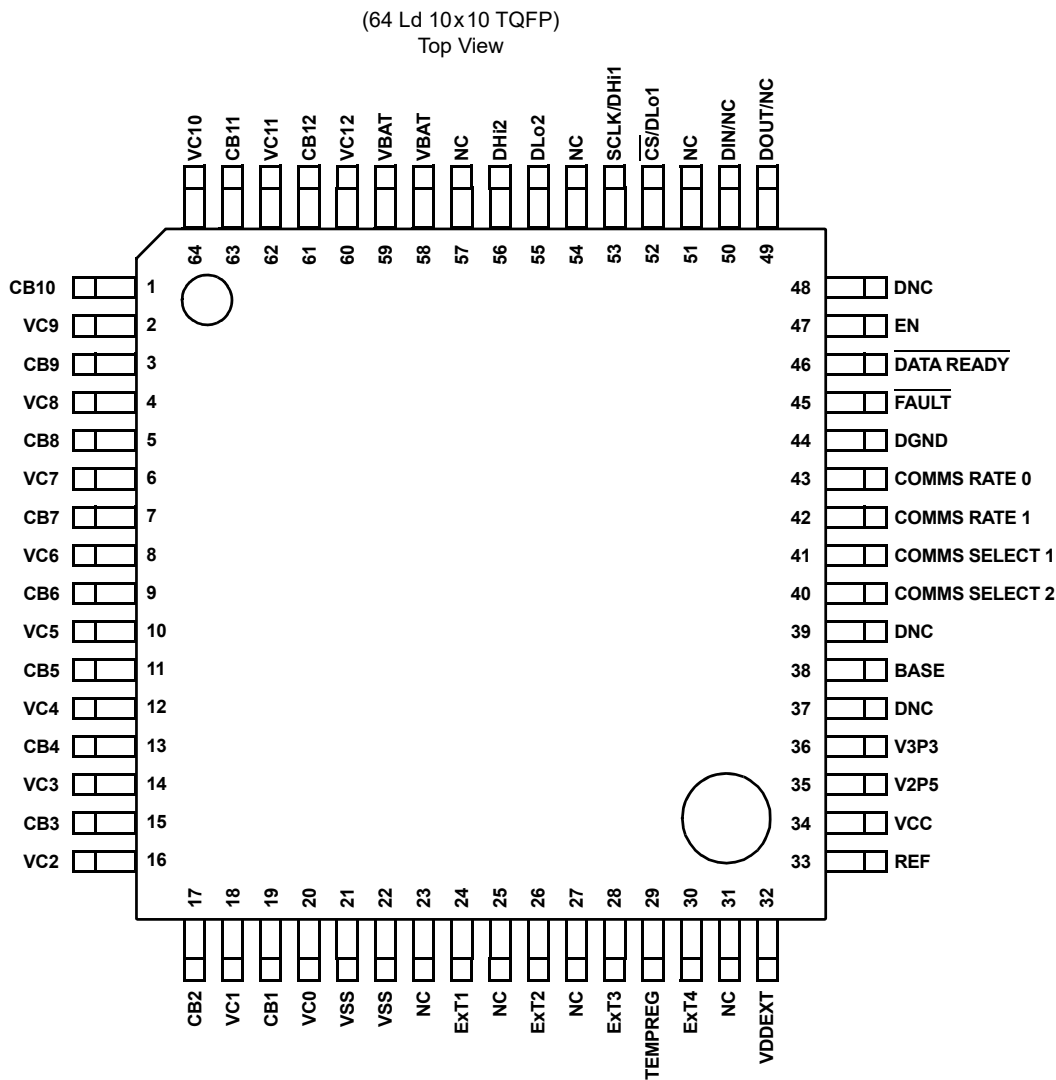 (64 Ld 10x10 TQFP)
Top View
VC10
CB11
VC11
CB12
VC12
VBAT
VBAT
NC
DHi2
DLo2
NC
SCLK/DHi1
CS/DLo1
NC
DIN/NC
DOUT/NC
64
63
62
61
60
59
58
57
56
55
54
53
52
51
50
49
CB10 1
VC9 2
CB9 3
VC8 4
CB8 5
VC7 6
CB7 7
VC6 8
CB6 9
VC5 10
CB5 11
VC4 12
CB4 13
VC3 14
CB3 15
VC2 16
48 DNC
47 EN
46 DATA READY
45 FAULT
44 DGND
43 COMMS RATE 0
42 COMMS RATE 1
41 COMMS SELECT 1
40 COMMS SELECT 2
39 DNC
38 BASE
37 DNC
36 V3P3
35 V2P5
34 VCC
33 REF
17
18
19
20
21
22
23
24
25
26
27
28
29
30
31
32
CB2
VC1
CB1
VC0
VSS
VSS
NC
ExT1
NC
ExT2
NC
ExT3
TEMPREG
ExT4
NC
VDDEXT